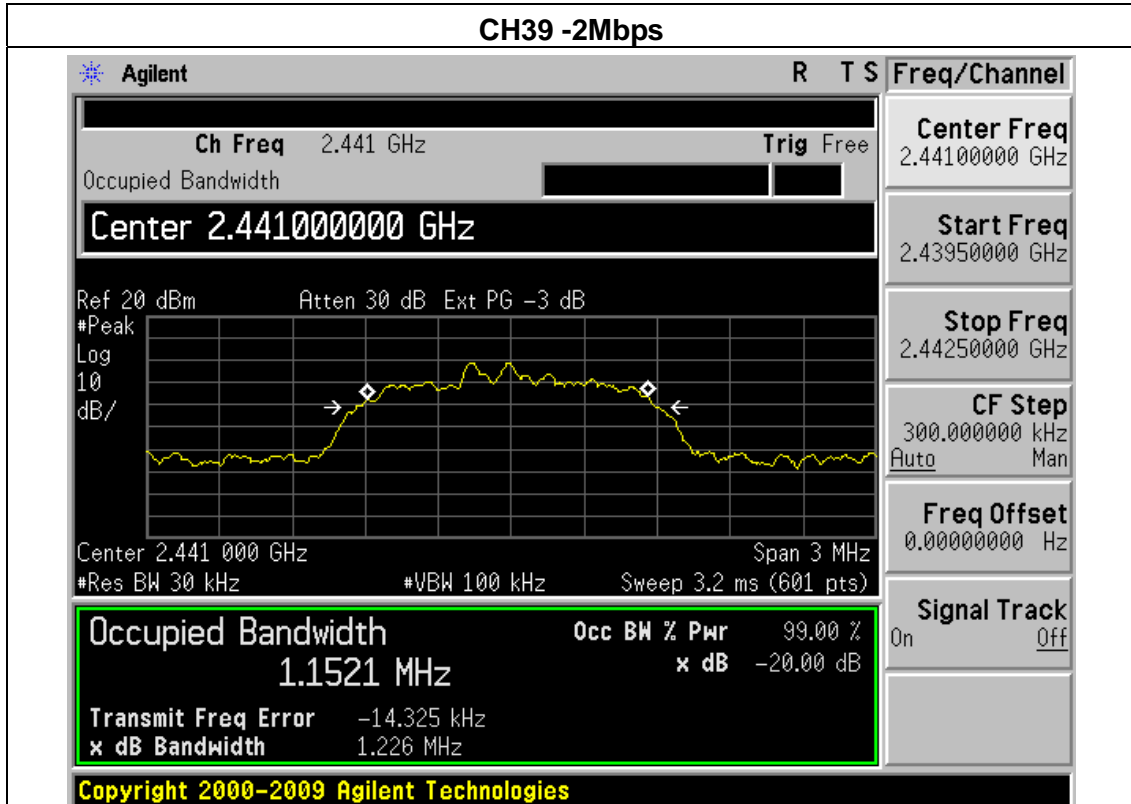 CH39 -2Mbps
Agilent R T S Freq/Channel
Ch Freq 2.441 GHz Trig Free
Occupied Bandwidth
Center 2.441000000 GHz
Ref 20 dBm Atten 30 dB Ext PG -3 dB
#Peak
Log
10
dB/
Center 2.441 000 GHz Span 3 MHz
#Res BW 30 kHz #VBW 100 kHz Sweep 3.2 ms (601 pts)
Occupied Bandwidth Occ BW % Pwr 99.00 %
1.1521 MHz x dB -20.00 dB
Transmit Freq Error -14.325 kHz
x dB Bandwidth 1.226 MHz
Center Freq
2.44100000 GHz
Start Freq
2.43950000 GHz
Stop Freq
2.44250000 GHz
CF Step
300.000000 kHz
Auto Man
Freq Offset
0.00000000 Hz
Signal Track
On Off
Copyright 2000-2009 Agilent Technologies